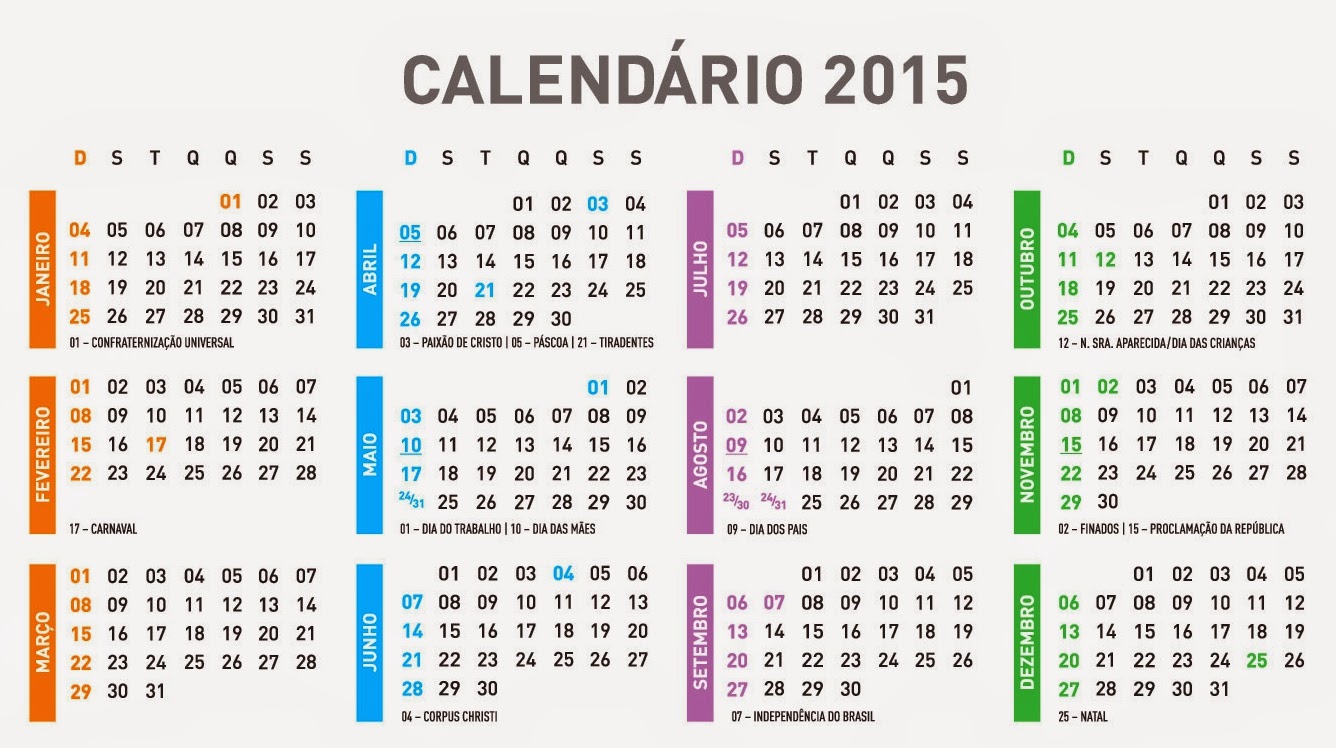 CALENDÁRIO 2015
D S T Q Q S S
JANEIRO
01 02 03
04 05 06 07 08 09 10
11 12 13 14 15 16 17
18 19 20 21 22 23 24
25 26 27 28 29 30 31
01 – CONFRATERNIZAÇÃO UNIVERSAL
FEVEREIRO
01 02 03 04 05 06 07
08 09 10 11 12 13 14
15 16 17 18 19 20 21
22 23 24 25 26 27 28
17 – CARNAVAL
MARÇO
01 02 03 04 05 06 07
08 09 10 11 12 13 14
15 16 17 18 19 20 21
22 23 24 25 26 27 28
29 30 31
D S T Q Q S S
ABRIL
01 02 03 04
05 06 07 08 09 10 11
12 13 14 15 16 17 18
19 20 21 22 23 24 25
26 27 28 29 30
03 – PAIXÃO DE CRISTO | 05 – PÁSCOA | 21 – TIRADENTES
MAIO
01 02
03 04 05 06 07 08 09
10 11 12 13 14 15 16
17 18 19 20 21 22 23
24/31 25 26 27 28 29 30
01 – DIA DO TRABALHO | 10 – DIA DAS MÃES
JUNHO
01 02 03 04 05 06
07 08 09 10 11 12 13
14 15 16 17 18 19 20
21 22 23 24 25 26 27
28 29 30
04 – CORPUS CHRISTI
D S T Q Q S S
JULHO
01 02 03 04
05 06 07 08 09 10 11
12 13 14 15 16 17 18
19 20 21 22 23 24 25
26 27 28 29 30 31
AGOSTO
01
02 03 04 05 06 07 08
09 10 11 12 13 14 15
16 17 18 19 20 21 22
23/30 24/31 25 26 27 28 29
09 – DIA DOS PAIS
SETEMBRO
01 02 03 04 05
06 07 08 09 10 11 12
13 14 15 16 17 18 19
20 21 22 23 24 25 26
27 28 29 30
07 – INDEPENDÊNCIA DO BRASIL
D S T Q Q S S
OUTUBRO
01 02 03
04 05 06 07 08 09 10
11 12 13 14 15 16 17
18 19 20 21 22 23 24
25 26 27 28 29 30 31
12 – N. SRA. APARECIDA/DIA DAS CRIANÇAS
NOVEMBRO
01 02 03 04 05 06 07
08 09 10 11 12 13 14
15 16 17 18 19 20 21
22 23 24 25 26 27 28
29 30
02 – FINADOS | 15 – PROCLAMAÇÃO DA REPÚBLICA
DEZEMBRO
01 02 03 04 05
06 07 08 09 10 11 12
13 14 15 16 17 18 19
20 21 22 23 24 25 26
27 28 29 30 31
25 – NATAL